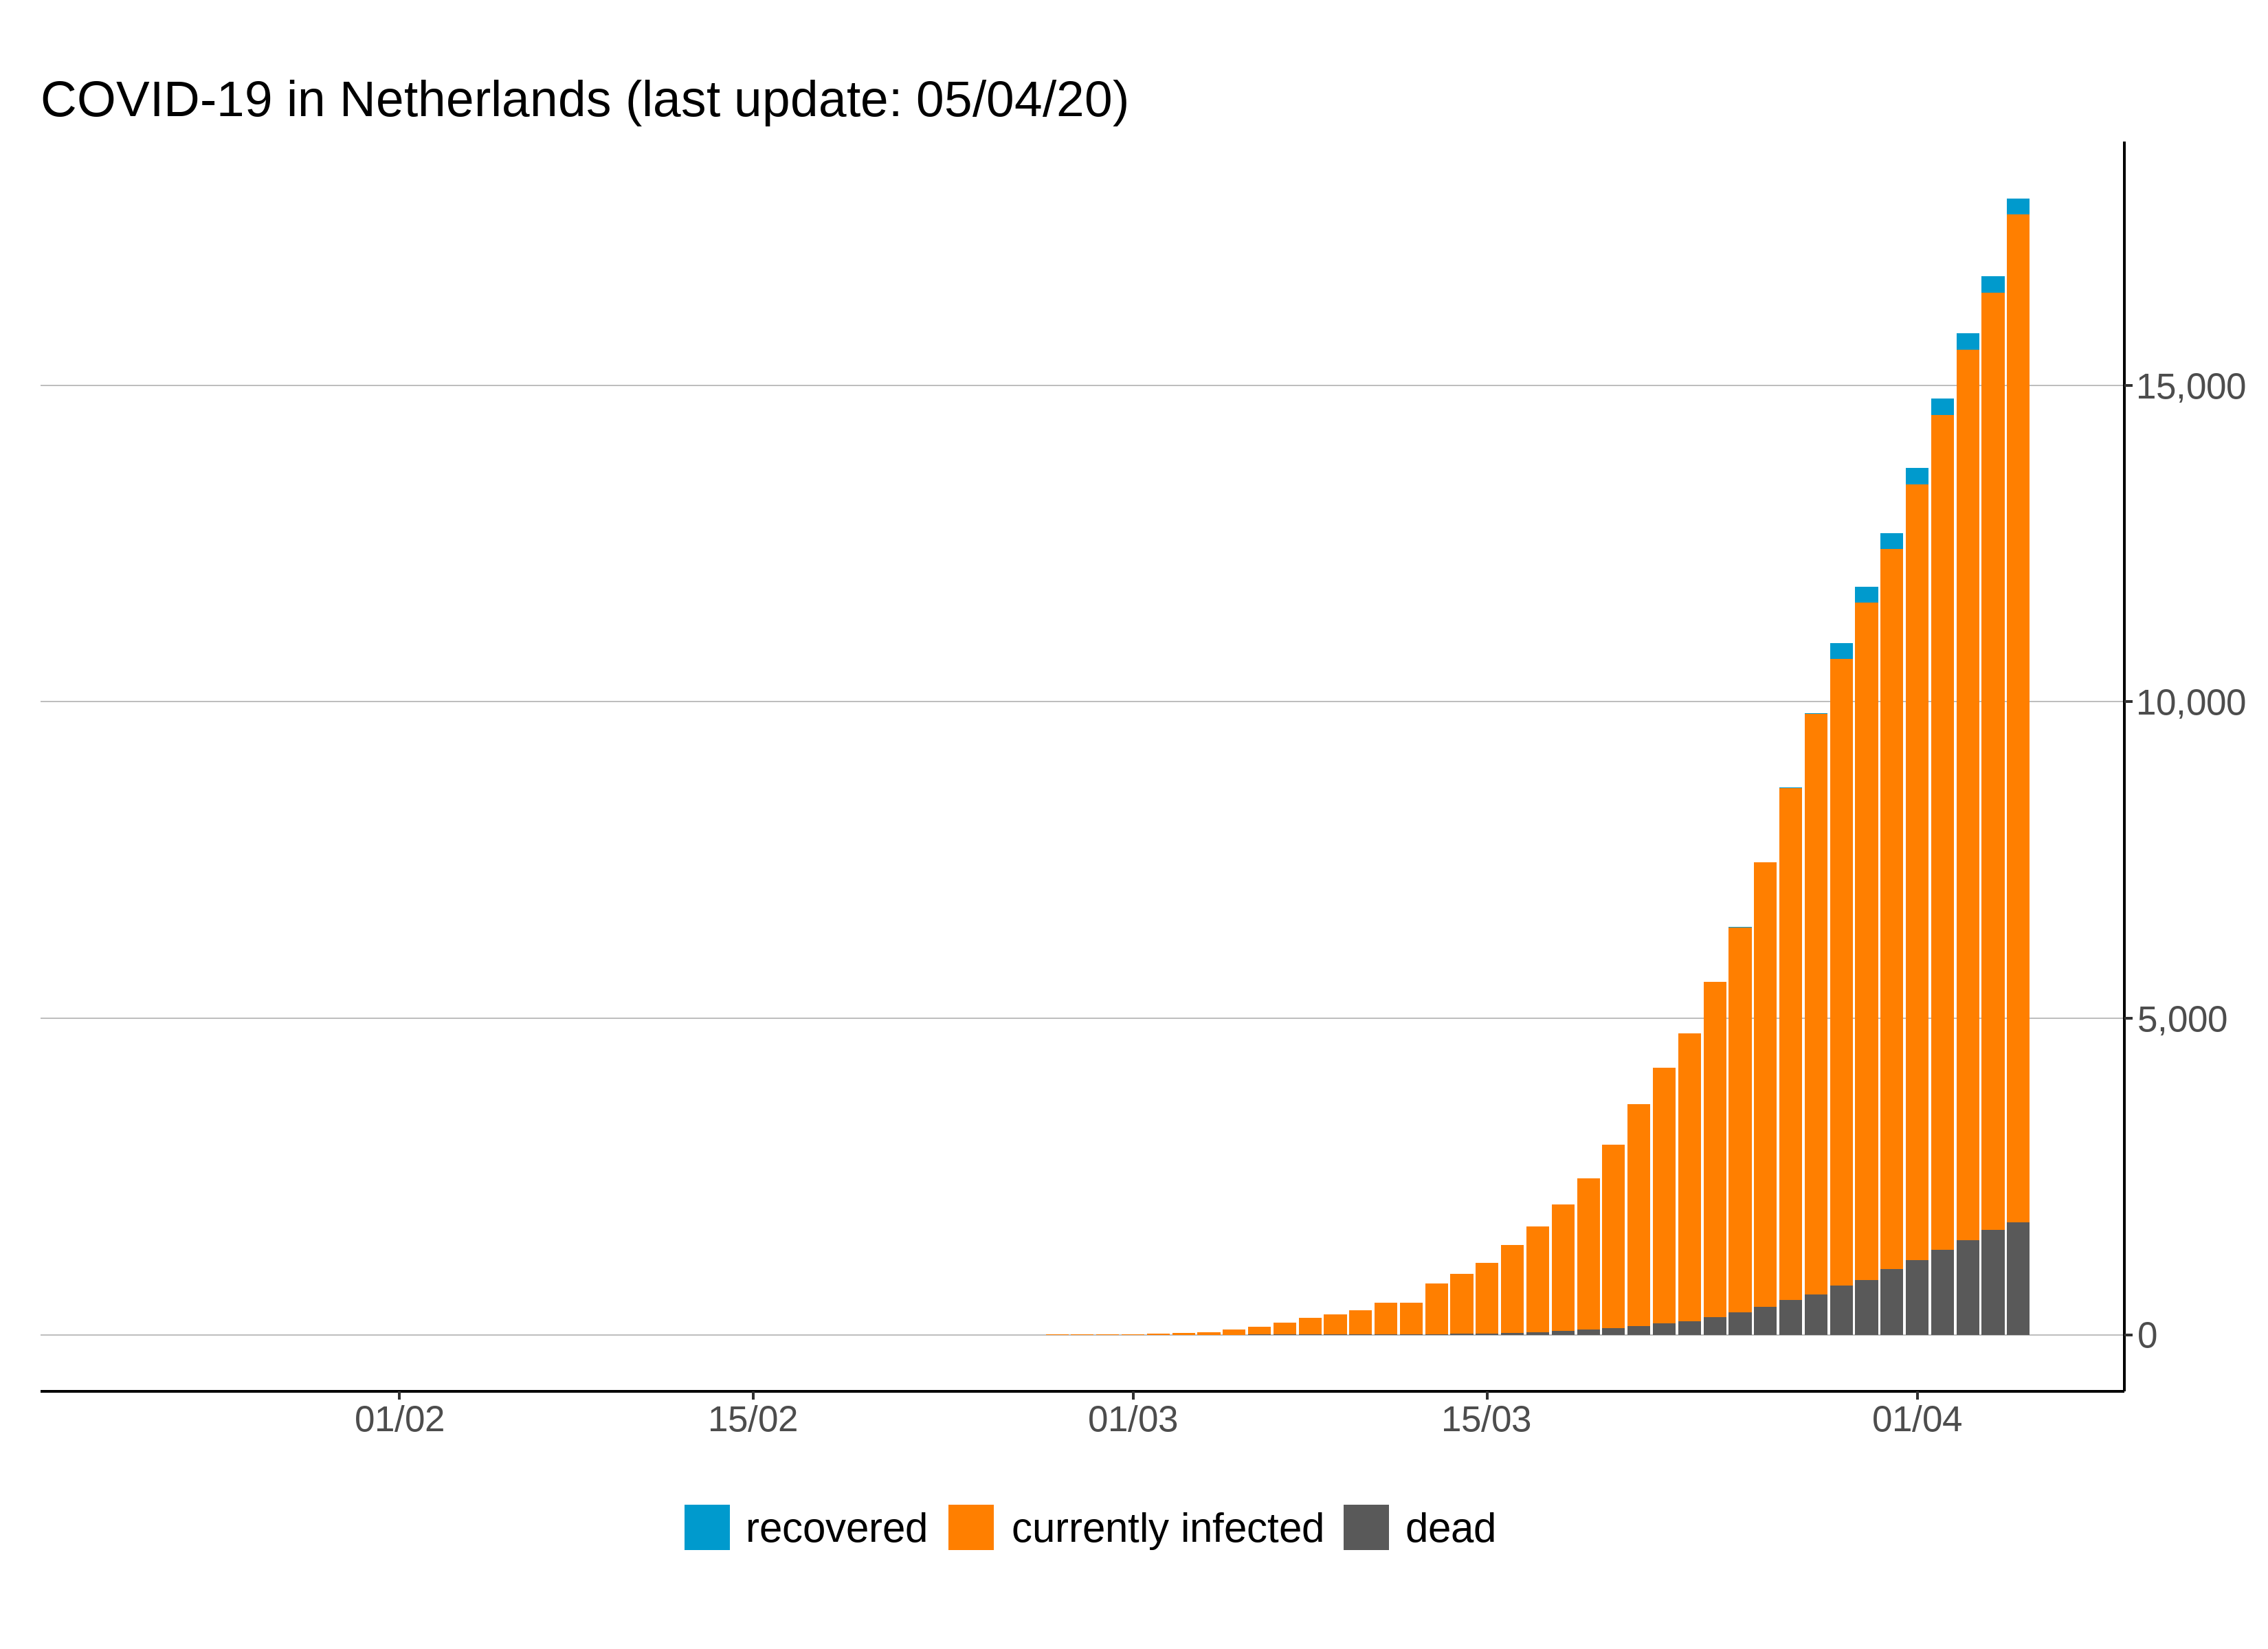 COVID-19 in Netherlands (last update: 05/04/20)
15,000
10,000
5,000
0
01/02 15/02 01/03 15/03 01/04
recovered currently infected dead